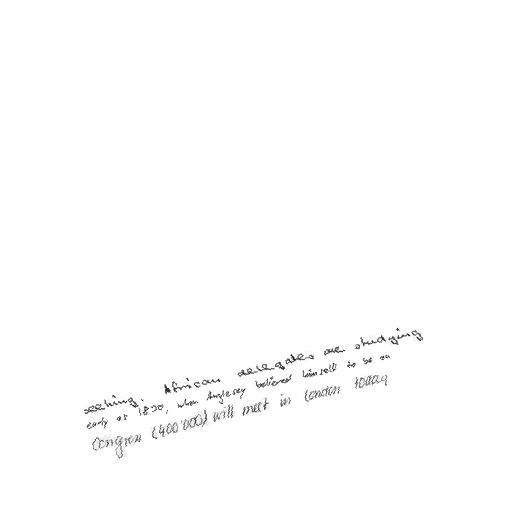 seeking. African delegates are studying
early as 1830, when Anglesey believed himself to be on
Congress (400'000) will meet in London today